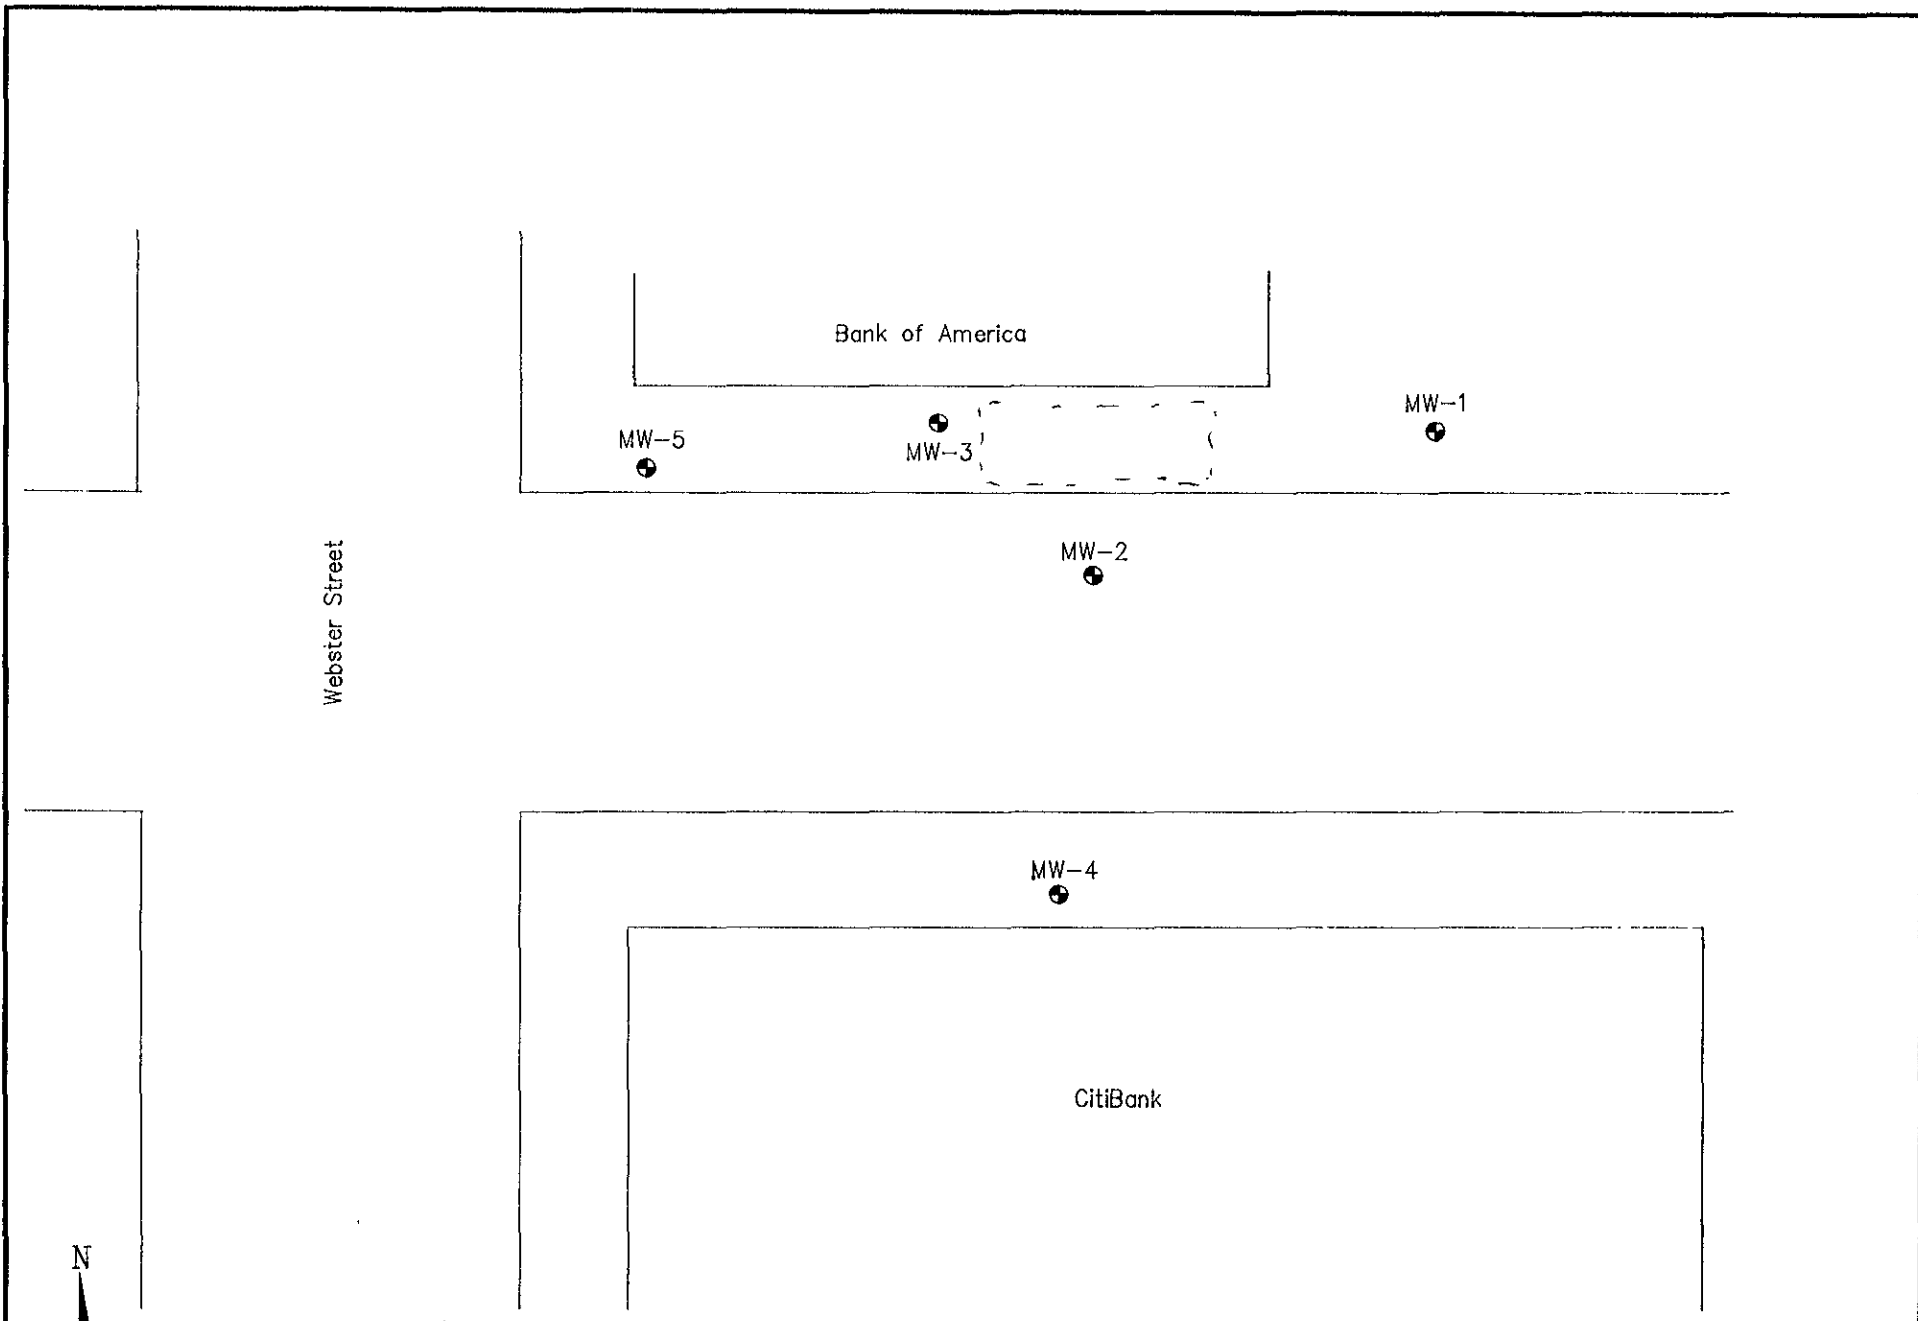 Bank of America
MW-1
MW-5
MW-3
MW-2
Webster Street
MW-4
CitiBank
N